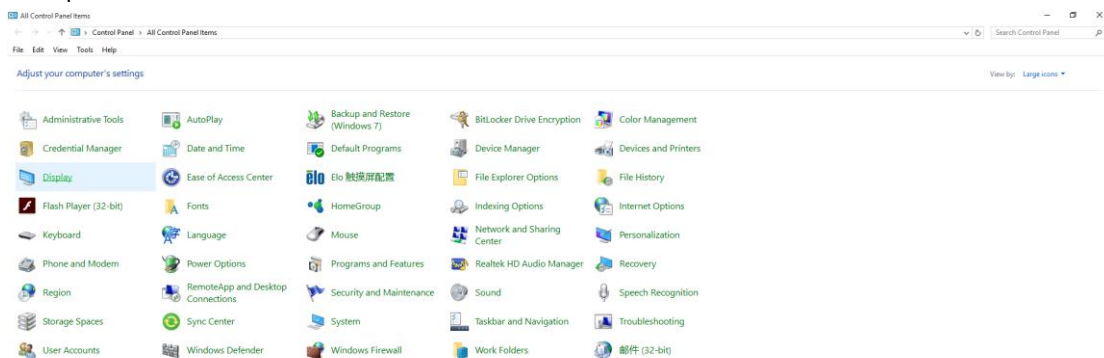 All Control Panel Items
Control Panel > All Control Panel Items
Search Control Panel
File Edit View Tools Help
Adjust your computer's settings
View by: Large icons
Administrative Tools
AutoPlay
Backup and Restore
(Windows 7)
BitLocker Drive Encryption
Color Management
Credential Manager
Date and Time
Default Programs
Device Manager
Devices and Printers
Display
Ease of Access Center
elo Elo 触摸屏配置
File Explorer Options
File History
Flash Player (32-bit)
Fonts
HomeGroup
Indexing Options
Internet Options
Keyboard
Language
Mouse
Network and Sharing
Center
Personalization
Phone and Modem
Power Options
Programs and Features
Realtek HD Audio Manager
Recovery
Region
RemoteApp and Desktop
Connections
Security and Maintenance
Sound
Speech Recognition
Storage Spaces
Sync Center
System
Taskbar and Navigation
Troubleshooting
User Accounts
Windows Defender
Windows Firewall
Work Folders
邮件 (32-bit)